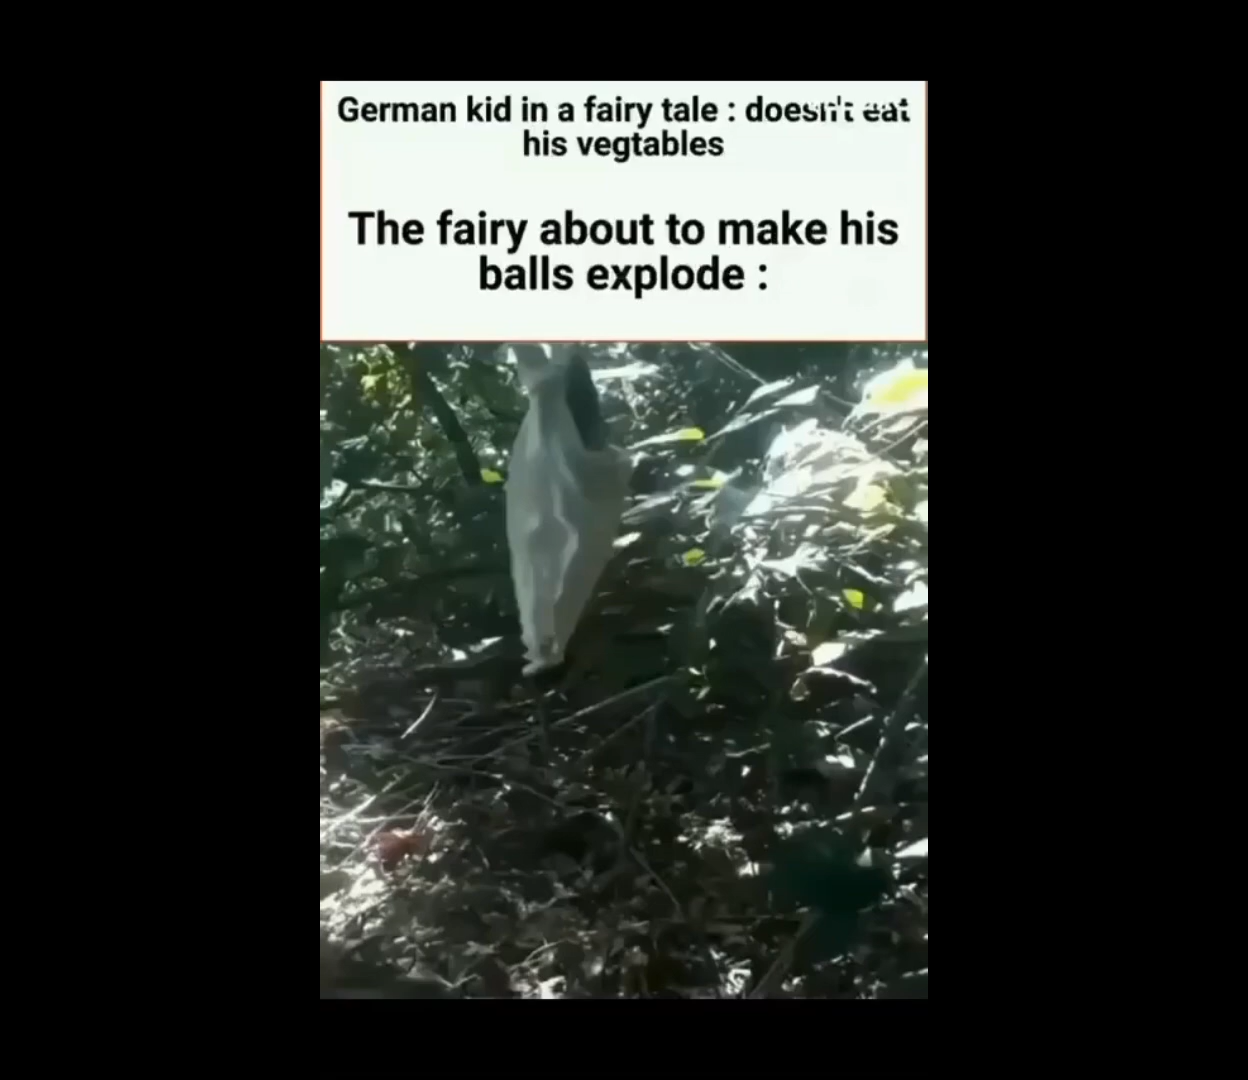 German kid in a fairy tale : doesn't eat
his vegtables
The fairy about to make his
balls explode :